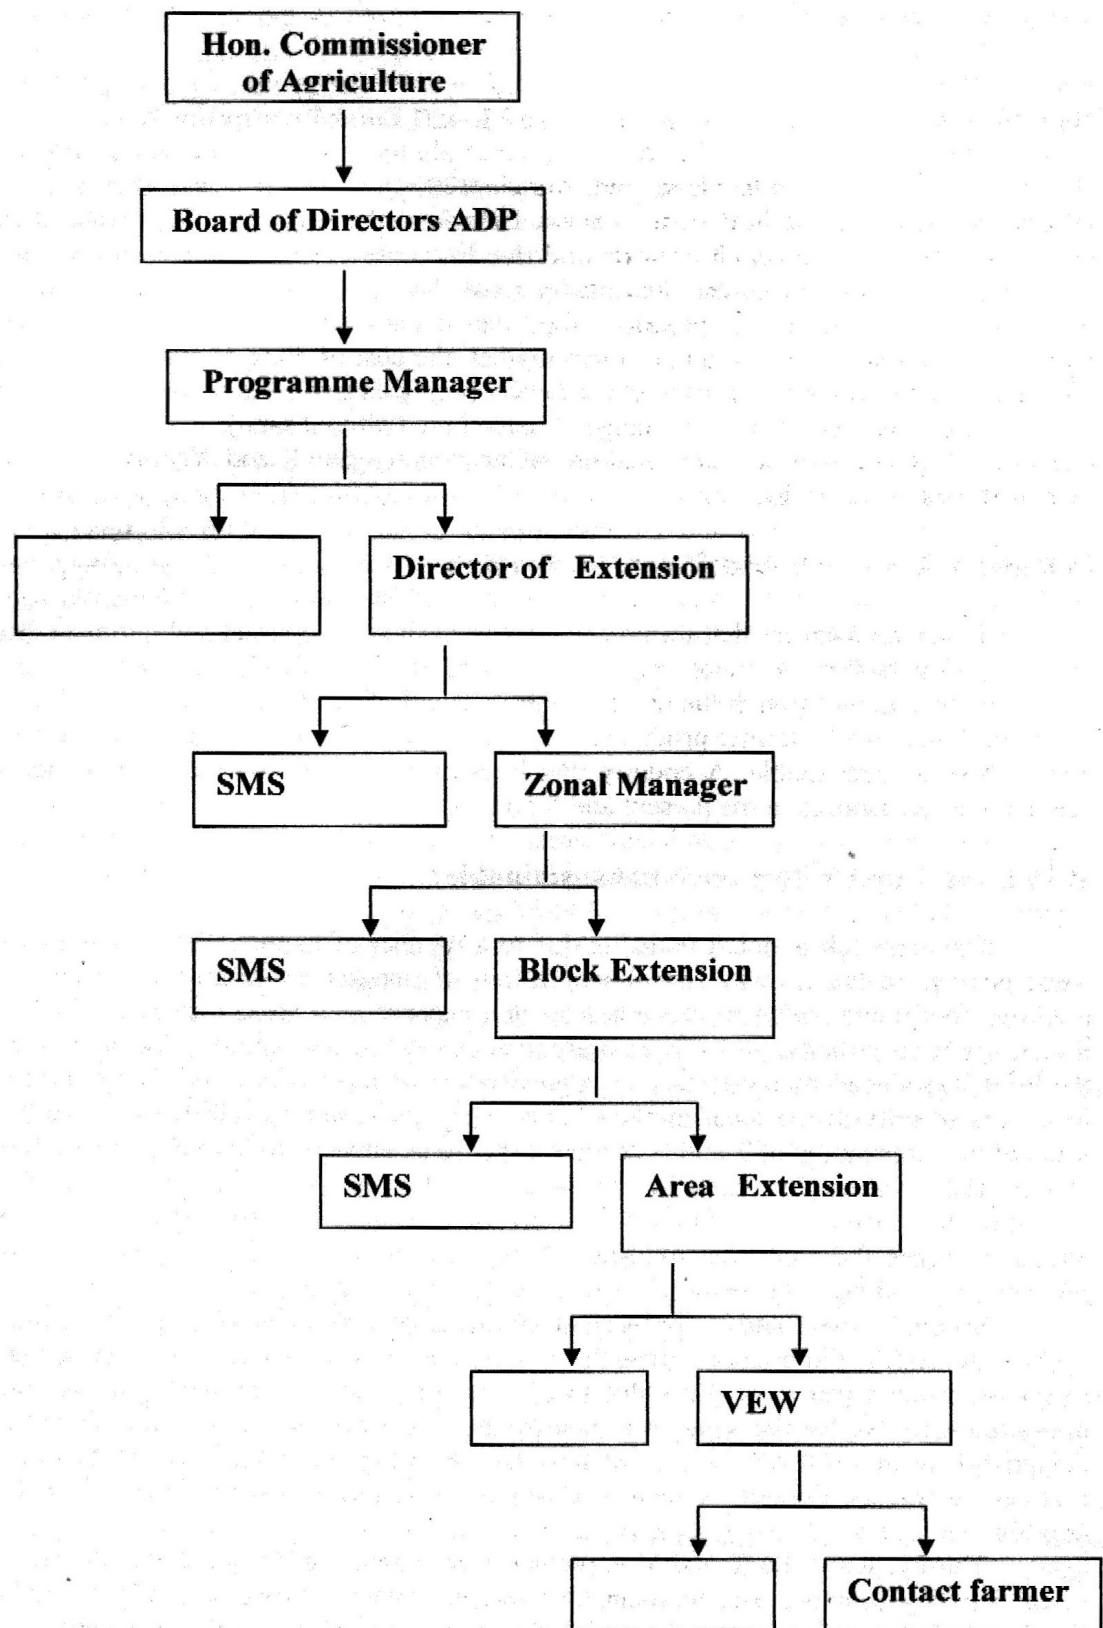 Hon. Commissioner
of Agriculture
Board of Directors ADP
Programme Manager
Director of Extension
SMS
Zonal Manager
SMS
Block Extension
SMS
Area Extension
VEW
Contact farmer